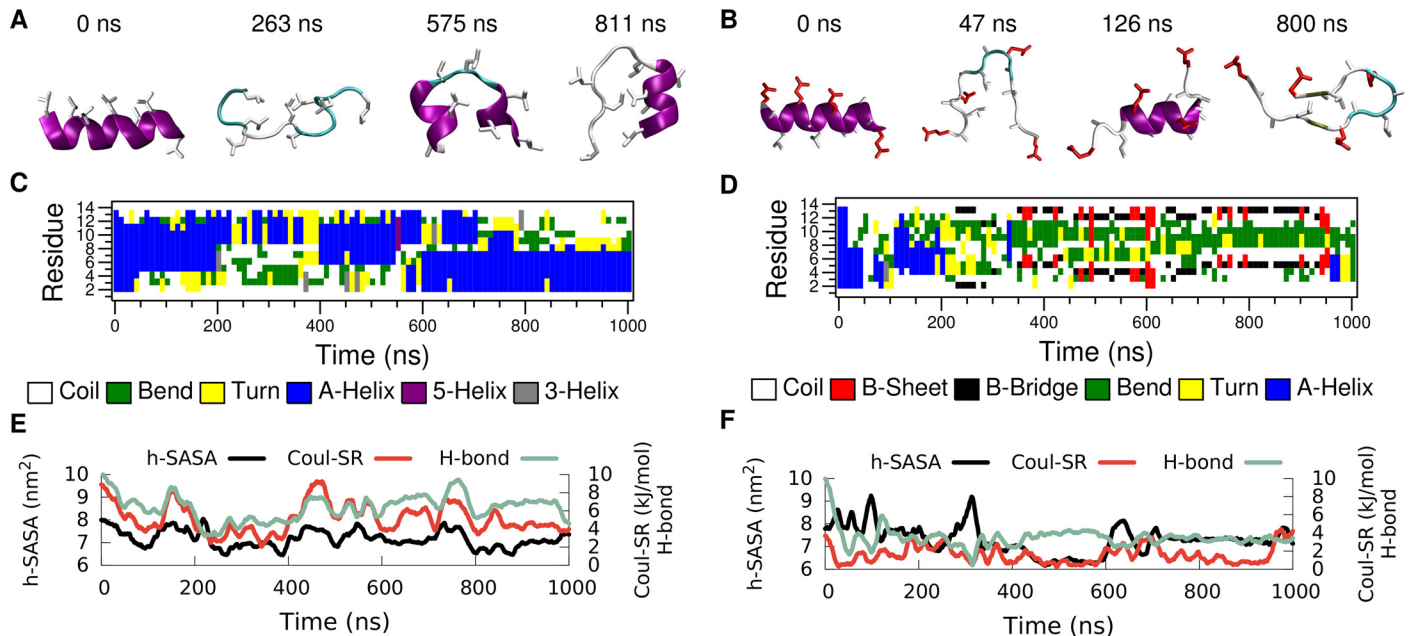 A
0 ns 263 ns 575 ns 811 ns
B
0 ns 47 ns 126 ns 800 ns
C
Residue
14
12
10
8
6
4
2
0 200 400 600 800 1000
Time (ns)
Coil Bend Turn A-Helix 5-Helix 3-Helix
D
Residue
14
12
10
8
6
4
2
0 200 400 600 800 1000
Time (ns)
Coil B-Sheet B-Bridge Bend Turn A-Helix
E
h-SASA Coul-SR H-bond
h-SASA (nm²)
10
9
8
7
6
10
8
6
4
2
0
Coul-SR (kJ/mol)
H-bond
0 200 400 600 800 1000
Time (ns)
F
h-SASA Coul-SR H-bond
h-SASA (nm²)
10
9
8
7
6
10
8
6
4
2
0
Coul-SR (kJ/mol)
H-bond
0 200 400 600 800 1000
Time (ns)